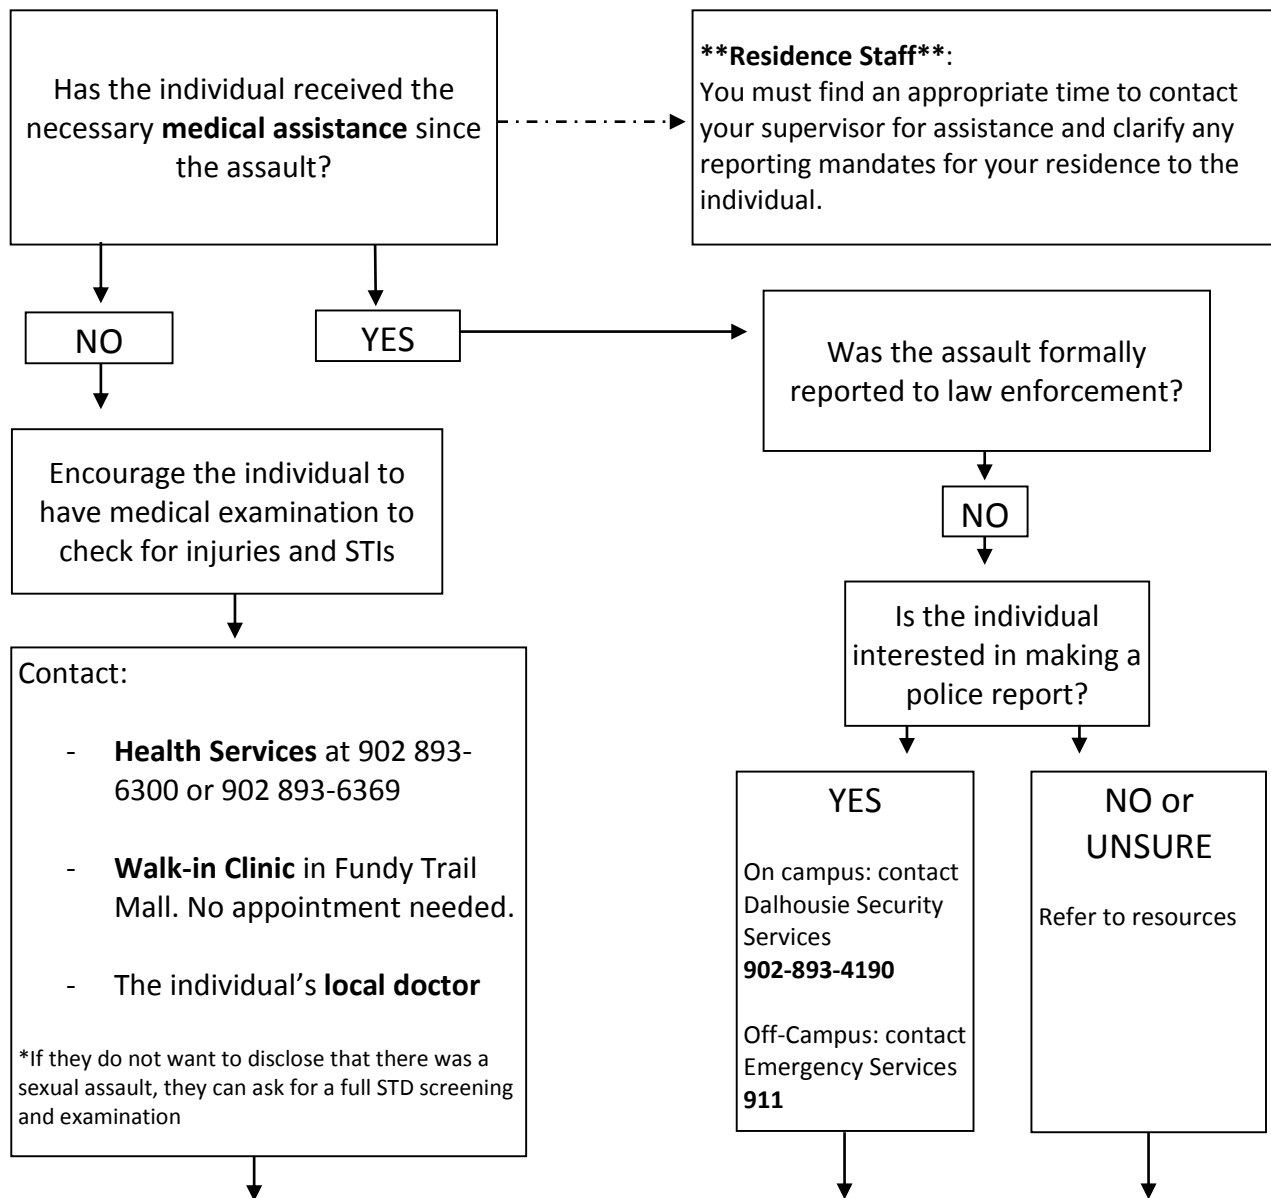 Has the individual received the
necessary medical assistance since
the assault?
**Residence Staff**:
You must find an appropriate time to contact
your supervisor for assistance and clarify any
reporting mandates for your residence to the
individual.
NO
YES
Was the assault formally
reported to law enforcement?
Encourage the individual to
have medical examination to
check for injuries and STIs
NO
Is the individual
interested in making a
police report?
Contact:
- Health Services at 902 893-
6300 or 902 893-6369
- Walk-in Clinic in Fundy Trail
Mall. No appointment needed.
- The individual’s local doctor
*If they do not want to disclose that there was a
sexual assault, they can ask for a full STD screening
and examination
YES
On campus: contact
Dalhousie Security
Services
902-893-4190
Off-Campus: contact
Emergency Services
911
NO or
UNSURE
Refer to resources